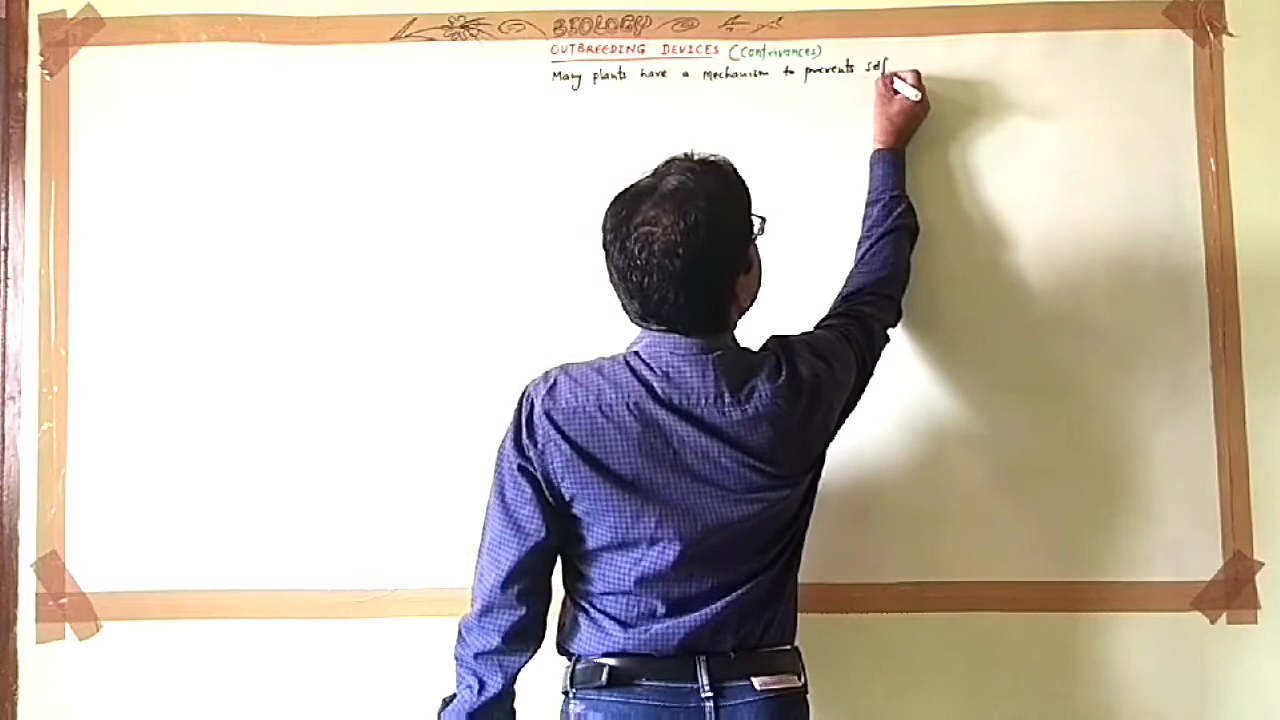 BIOLOGY
OUTBREEDING DEVICES (Contrivances)
Many plants have a Mechanism to prevents self